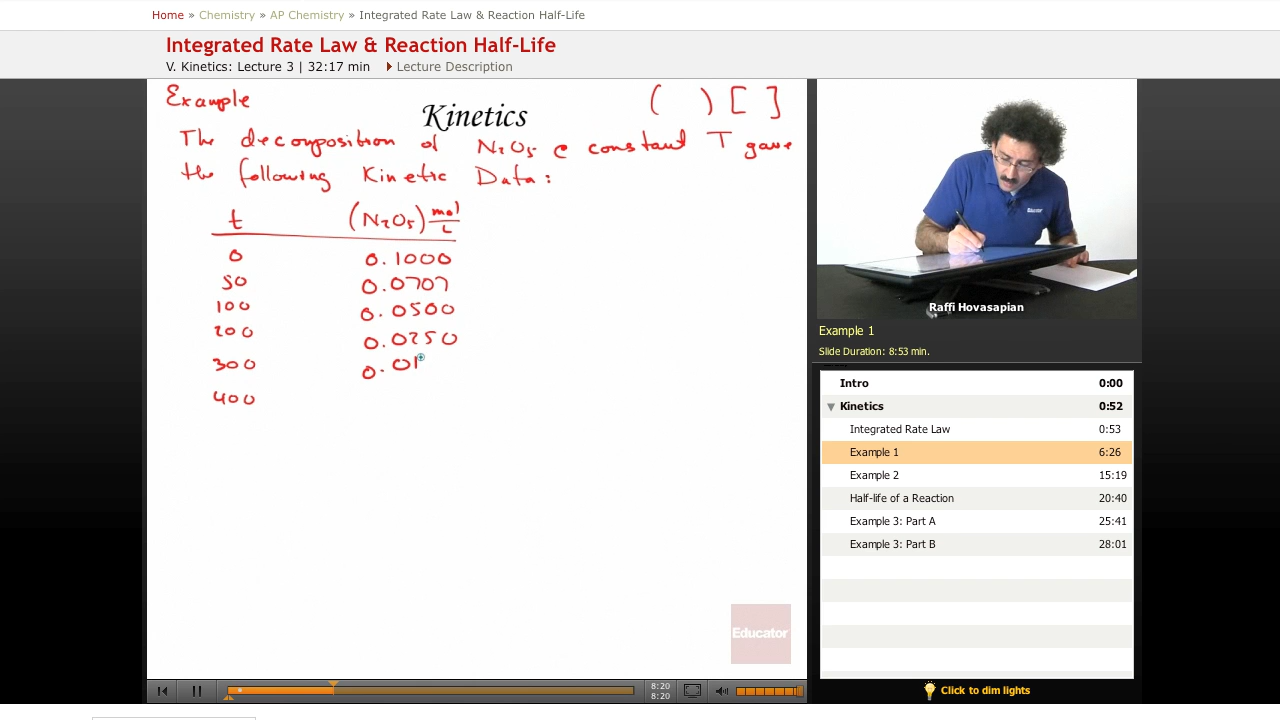 Home » Chemistry » AP Chemistry » Integrated Rate Law & Reaction Half-Life
Integrated Rate Law & Reaction Half-Life
V. Kinetics: Lecture 3 | 32:17 min Lecture Description
Example ( ) [ ]
Kinetics
The decomposition of N2O5 @ constant T gave
the following Kinetic Data:
t (N2O5) mol/L
0 0.1000
50 0.0707
100 0.0500
200 0.0250
300 0.01
400
Educator
Raffi Hovasapian
Example 1
Slide Duration: 8:53 min.
Intro 0:00
Kinetics 0:52
Integrated Rate Law 0:53
Example 1 6:26
Example 2 15:19
Half-life of a Reaction 20:40
Example 3: Part A 25:41
Example 3: Part B 28:01
8:20
8:20
Click to dim lights